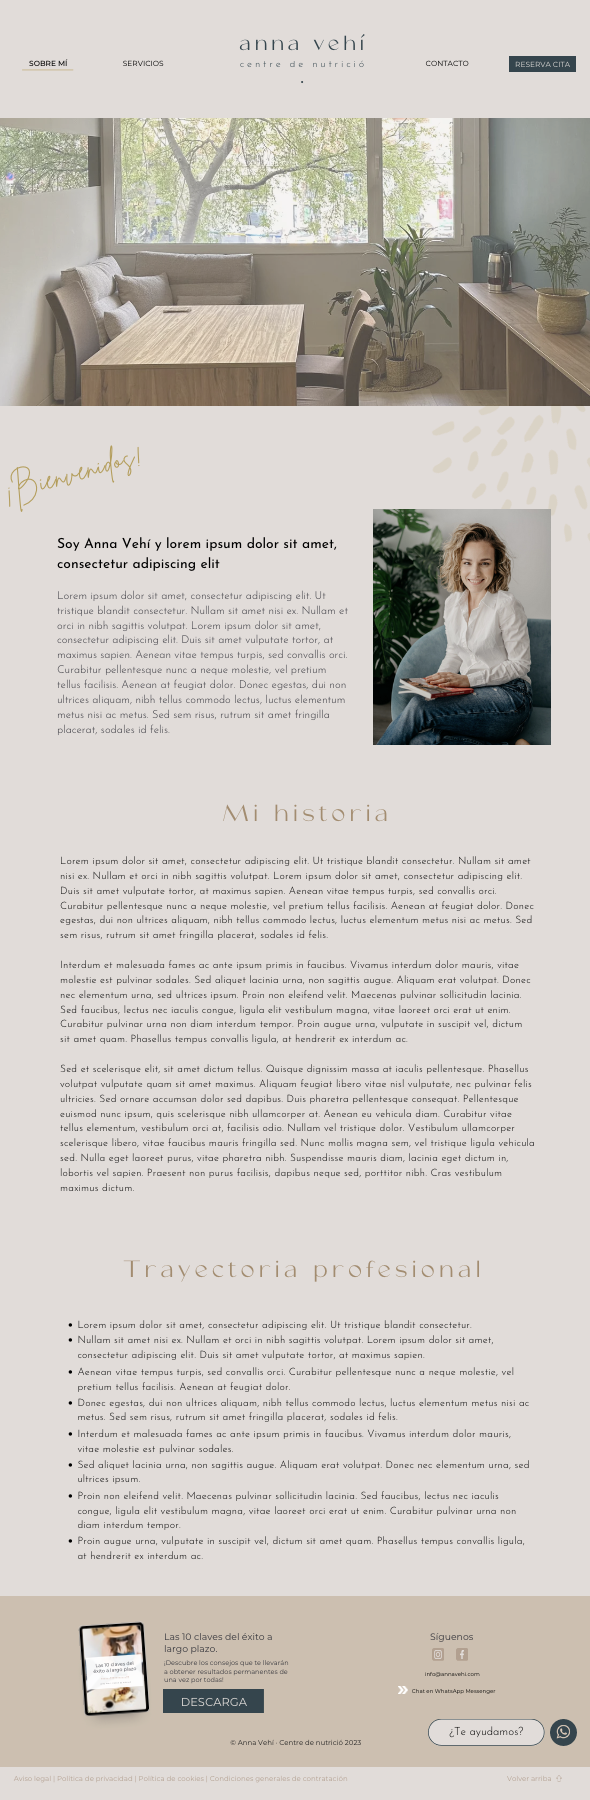 anna vehí
centre de nutrició
SOBRE MÍ
SERVICIOS
CONTACTO
RESERVA CITA
¡Bienvenidos!
Soy Anna Vehí y lorem ipsum dolor sit amet,
consectetur adipiscing elit
Lorem ipsum dolor sit amet, consectetur adipiscing elit. Ut
tristique blandit consectetur. Nullam sit amet nisi ex. Nullam et
orci in nibh sagittis volutpat. Lorem ipsum dolor sit amet,
consectetur adipiscing elit. Duis sit amet vulputate tortor, at
maximus sapien. Aenean vitae tempus turpis, sed convallis orci.
Curabitur pellentesque nunc a neque molestie, vel pretium
tellus facilisis. Aenean at feugiat dolor. Donec egestas, dui non
ultrices aliquam, nibh tellus commodo lectus, luctus elementum
metus nisi ac metus. Sed sem risus, rutrum sit amet fringilla
placerat, sodales id felis.
Mi historia
Lorem ipsum dolor sit amet, consectetur adipiscing elit. Ut tristique blandit consectetur. Nullam sit amet
nisi ex. Nullam et orci in nibh sagittis volutpat. Lorem ipsum dolor sit amet, consectetur adipiscing elit.
Duis sit amet vulputate tortor, at maximus sapien. Aenean vitae tempus turpis, sed convallis orci.
Curabitur pellentesque nunc a neque molestie, vel pretium tellus facilisis. Aenean at feugiat dolor. Donec
egestas, dui non ultrices aliquam, nibh tellus commodo lectus, luctus elementum metus nisi ac metus. Sed
sem risus, rutrum sit amet fringilla placerat, sodales id felis.
Interdum et malesuada fames ac ante ipsum primis in faucibus. Vivamus interdum dolor mauris, vitae
molestie est pulvinar sodales. Sed aliquet lacinia urna, non sagittis augue. Aliquam erat volutpat. Donec
nec elementum urna, sed ultrices ipsum. Proin non eleifend velit. Maecenas pulvinar sollicitudin lacinia.
Sed faucibus, lectus nec iaculis congue, ligula elit vestibulum magna, vitae laoreet orci erat ut enim.
Curabitur pulvinar urna non diam interdum tempor. Proin augue urna, vulputate in suscipit vel, dictum
sit amet quam. Phasellus tempus convallis ligula, at hendrerit ex interdum ac.
Sed et scelerisque elit, sit amet dictum tellus. Quisque dignissim massa at iaculis pellentesque. Phasellus
volutpat vulputate quam sit amet maximus. Aliquam feugiat libero vitae nisl vulputate, nec pulvinar felis
ultricies. Sed ornare accumsan dolor sed dapibus. Duis pharetra pellentesque consequat. Pellentesque
euismod nunc ipsum, quis scelerisque nibh ullamcorper at. Aenean eu vehicula diam. Curabitur vitae
tellus elementum, vestibulum orci at, facilisis odio. Nullam vel tristique dolor. Vestibulum ullamcorper
scelerisque libero, vitae faucibus mauris fringilla sed. Nunc mollis magna sem, vel tristique ligula vehicula
sed. Nulla eget laoreet purus, vitae pharetra nibh. Suspendisse mauris diam, lacinia eget dictum in,
lobortis vel sapien. Praesent non purus facilisis, dapibus neque sed, porttitor nibh. Cras vestibulum
maximus dictum.
Trayectoria profesional
• Lorem ipsum dolor sit amet, consectetur adipiscing elit. Ut tristique blandit consectetur.
• Nullam sit amet nisi ex. Nullam et orci in nibh sagittis volutpat. Lorem ipsum dolor sit amet,
consectetur adipiscing elit. Duis sit amet vulputate tortor, at maximus sapien.
• Aenean vitae tempus turpis, sed convallis orci. Curabitur pellentesque nunc a neque molestie, vel
pretium tellus facilisis. Aenean at feugiat dolor.
• Donec egestas, dui non ultrices aliquam, nibh tellus commodo lectus, luctus elementum metus nisi ac
metus. Sed sem risus, rutrum sit amet fringilla placerat, sodales id felis.
• Interdum et malesuada fames ac ante ipsum primis in faucibus. Vivamus interdum dolor mauris,
vitae molestie est pulvinar sodales.
• Sed aliquet lacinia urna, non sagittis augue. Aliquam erat volutpat. Donec nec elementum urna, sed
ultrices ipsum.
• Proin non eleifend velit. Maecenas pulvinar sollicitudin lacinia. Sed faucibus, lectus nec iaculis
congue, ligula elit vestibulum magna, vitae laoreet orci erat ut enim. Curabitur pulvinar urna non
diam interdum tempor.
• Proin augue urna, vulputate in suscipit vel, dictum sit amet quam. Phasellus tempus convallis ligula,
at hendrerit ex interdum ac.
Las 10 claves del
éxito a largo plazo
Las 10 claves del éxito a
largo plazo.
¡Descubre los consejos que te llevarán
a obtener resultados permanentes de
una vez por todas!
DESCARGA
Síguenos
info@annavehi.com
Chat en WhatsApp Messenger
¿Te ayudamos?
© Anna Vehí · Centre de nutrició 2023
Aviso legal | Política de privacidad | Política de cookies | Condiciones generales de contratación
Volver arriba